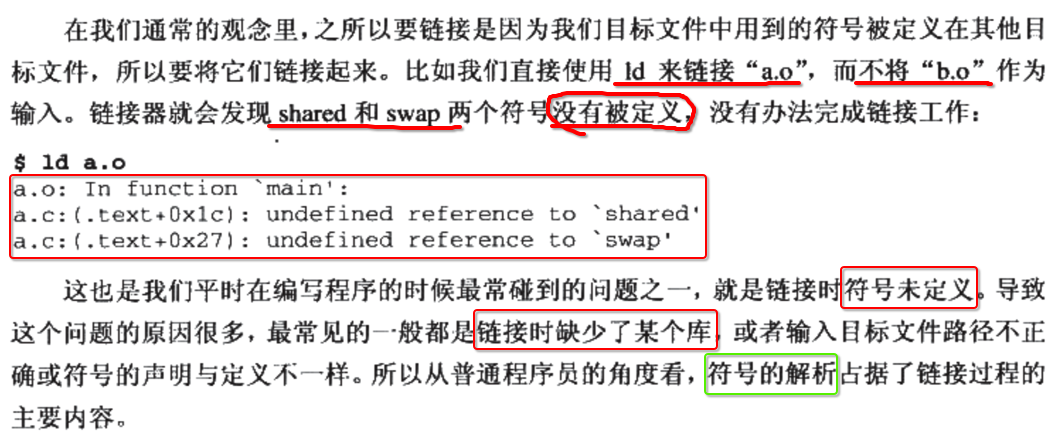 在我们通常的观念里，之所以要链接是因为我们目标文件中用到的符号被定义在其他目
标文件，所以要将它们链接起来。比如我们直接使用 ld 来链接“a.o”，而不将“b.o”作为
输入。链接器就会发现 shared 和 swap 两个符号没有被定义，没有办法完成链接工作：
$ ld a.o
a.o: In function `main':
a.c:(.text+0x1c): undefined reference to `shared'
a.c:(.text+0x27): undefined reference to `swap'
这也是我们平时在编写程序的时候最常碰到的问题之一，就是链接时符号未定义。导致
这个问题的原因很多，最常见的一般都是链接时缺少了某个库，或者输入目标文件路径不正
确或符号的声明与定义不一样。所以从普通程序员的角度看，符号的解析占据了链接过程的
主要内容。